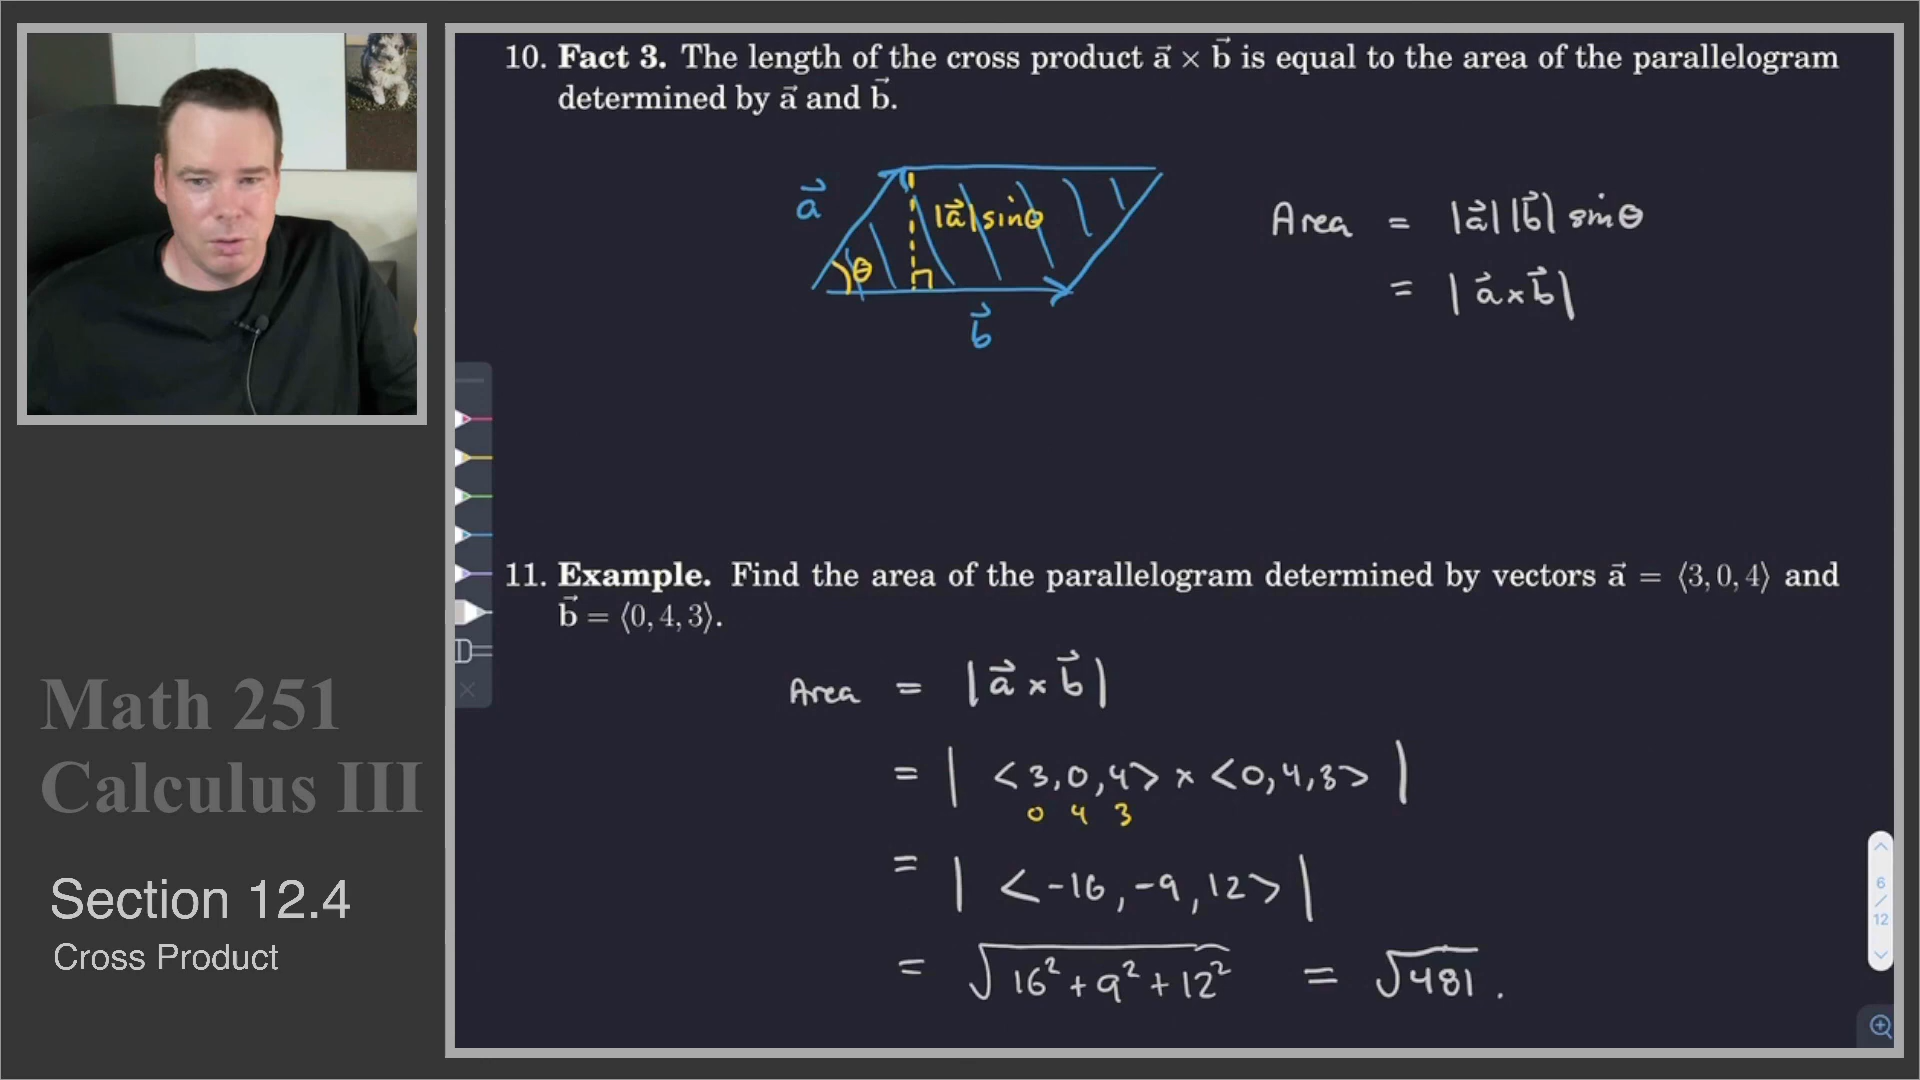 10. Fact 3. The length of the cross product a⃗ × b⃗ is equal to the area of the parallelogram
determined by a⃗ and b⃗.
a⃗
|a⃗| sinθ
θ
b⃗
Area = |a⃗| |b⃗| sinθ
= | a⃗ × b⃗ |
11. Example. Find the area of the parallelogram determined by vectors a⃗ = ⟨3, 0, 4⟩ and
b⃗ = ⟨0, 4, 3⟩.
Area = | a⃗ × b⃗ |
= | <3,0,4> × <0,4,3> |
0 4 3
= | <-16, -9, 12> |
= √(16² + 9² + 12²) = √481.
Math 251
Calculus III
Section 12.4
Cross Product
6
/
12